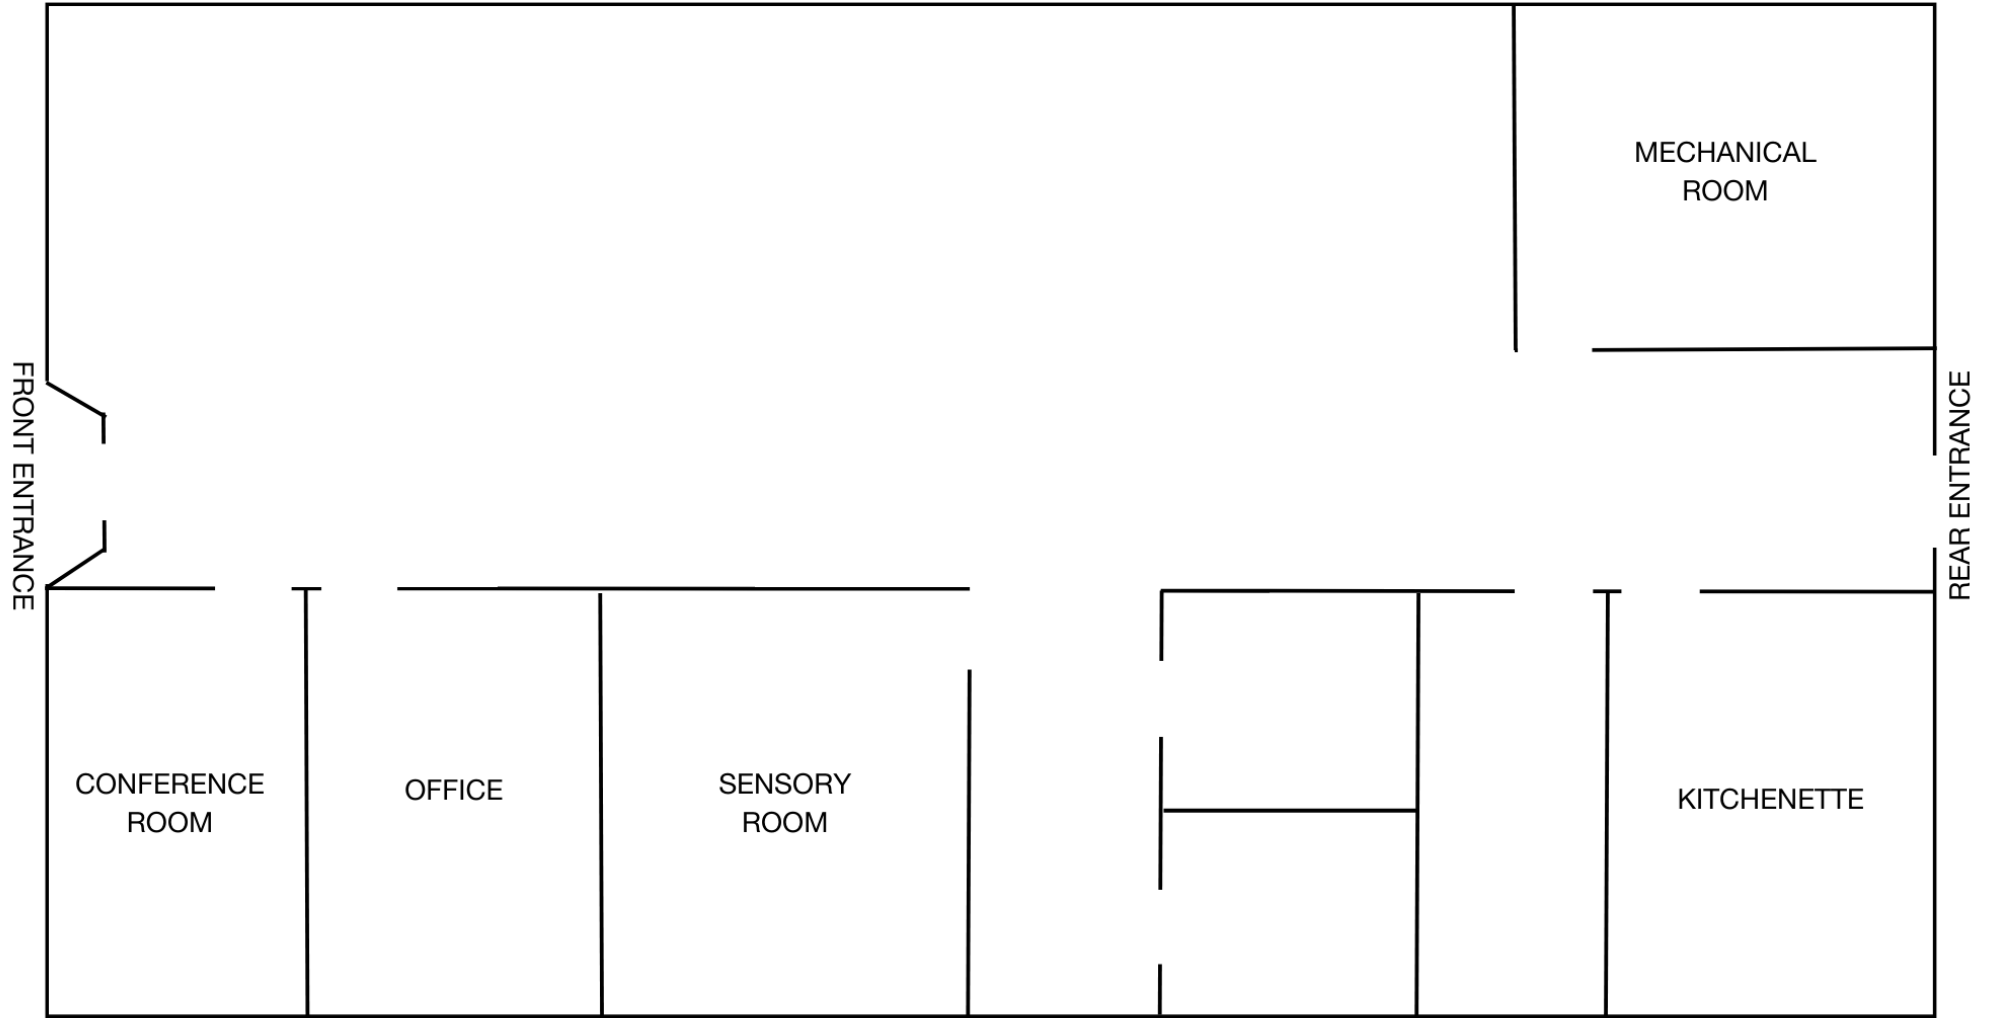 MECHANICAL
ROOM
FRONT ENTRANCE
REAR ENTRANCE
CONFERENCE
ROOM
OFFICE
SENSORY
ROOM
KITCHENETTE